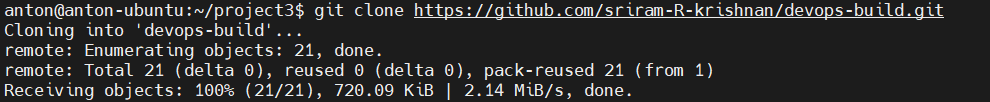 anton@anton-ubuntu:~/project3$ git clone https://github.com/sriram-R-krishnan/devops-build.git
Cloning into 'devops-build'...
remote: Enumerating objects: 21, done.
remote: Total 21 (delta 0), reused 0 (delta 0), pack-reused 21 (from 1)
Receiving objects: 100% (21/21), 720.09 KiB | 2.14 MiB/s, done.